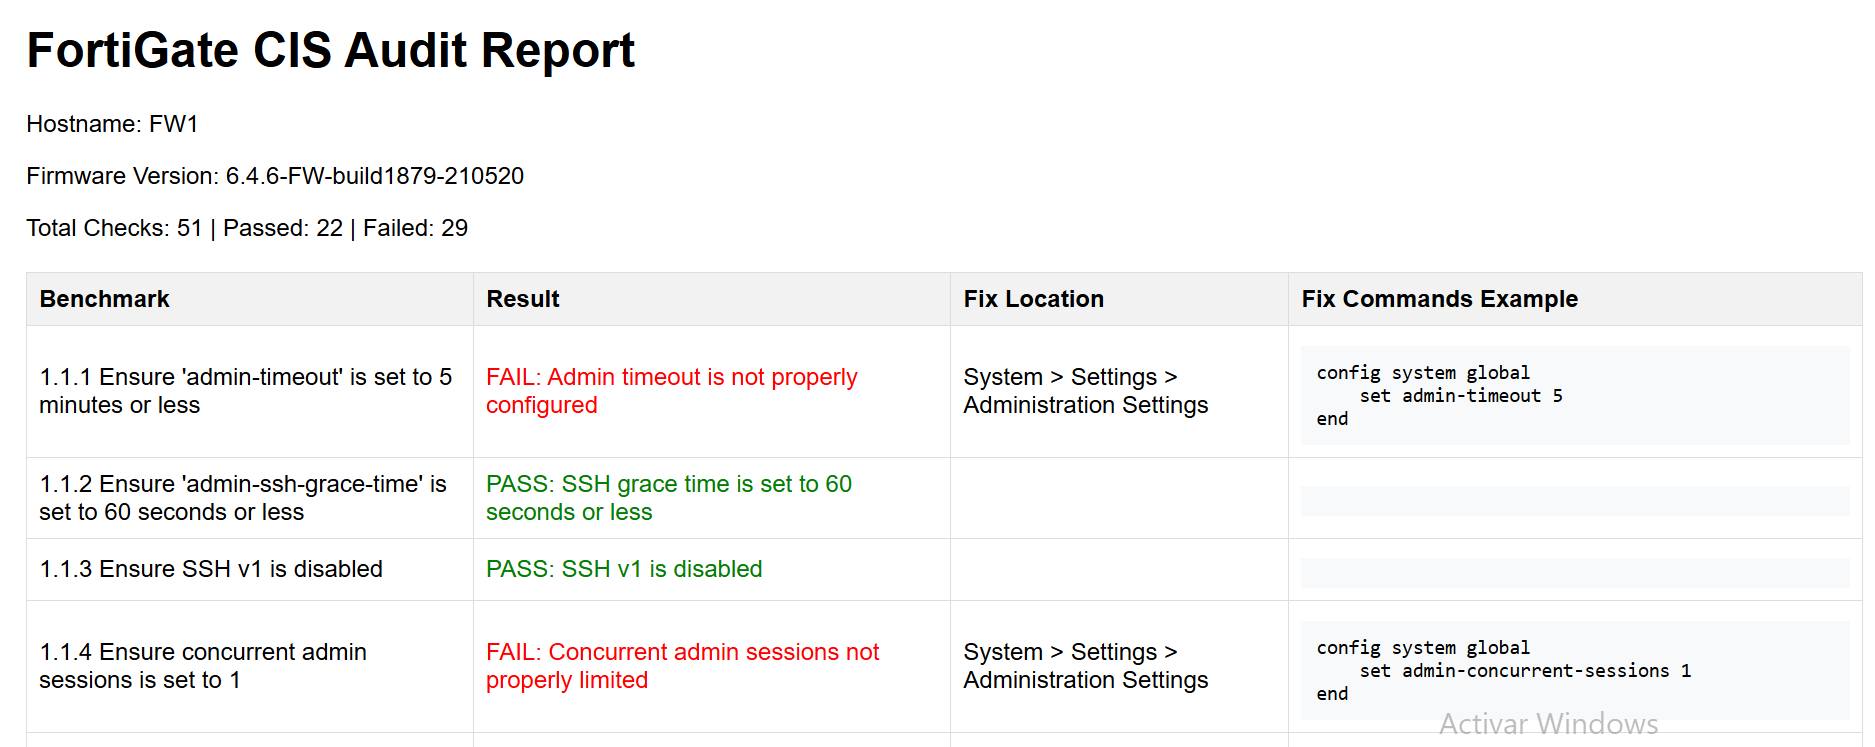 FortiGate CIS Audit Report
Hostname: FW1
Firmware Version: 6.4.6-FW-build1879-210520
Total Checks: 51 | Passed: 22 | Failed: 29
Benchmark
Result
Fix Location
Fix Commands Example
1.1.1 Ensure 'admin-timeout' is set to 5
minutes or less
FAIL: Admin timeout is not properly
configured
System > Settings >
Administration Settings
config system global
    set admin-timeout 5
end
1.1.2 Ensure 'admin-ssh-grace-time' is
set to 60 seconds or less
PASS: SSH grace time is set to 60
seconds or less
1.1.3 Ensure SSH v1 is disabled
PASS: SSH v1 is disabled
1.1.4 Ensure concurrent admin
sessions is set to 1
FAIL: Concurrent admin sessions not
properly limited
System > Settings >
Administration Settings
config system global
    set admin-concurrent-sessions 1
end
Activar Windows